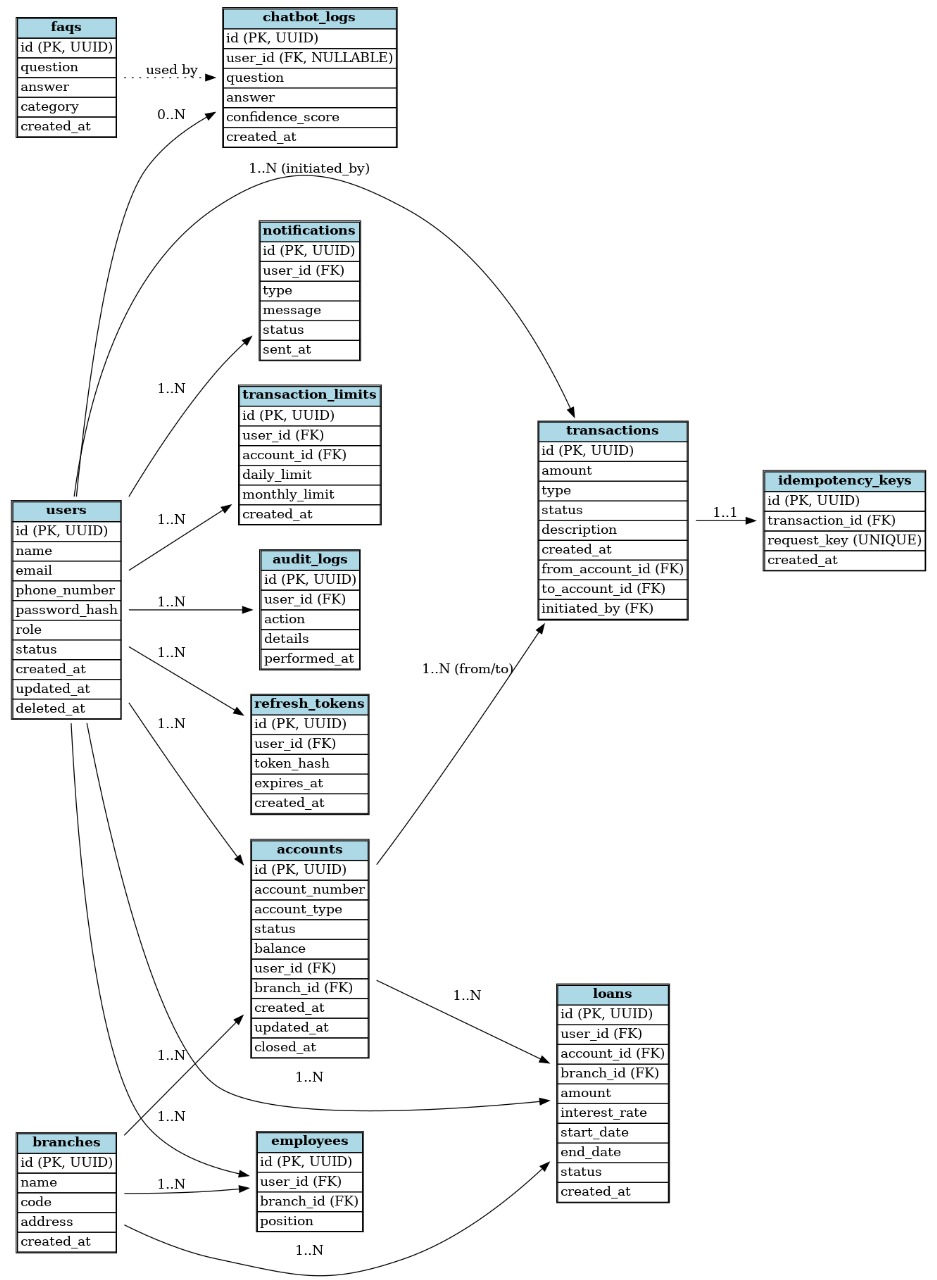 faqs
id (PK, UUID)
question
answer
category
created_at
used by
chatbot_logs
id (PK, UUID)
user_id (FK, NULLABLE)
question
answer
confidence_score
created_at
0..N
1..N (initiated_by)
notifications
id (PK, UUID)
user_id (FK)
type
message
status
sent_at
1..N
transaction_limits
id (PK, UUID)
user_id (FK)
account_id (FK)
daily_limit
monthly_limit
created_at
1..N
users
id (PK, UUID)
name
email
phone_number
password_hash
role
status
created_at
updated_at
deleted_at
audit_logs
id (PK, UUID)
user_id (FK)
action
details
performed_at
1..N
1..N
refresh_tokens
id (PK, UUID)
user_id (FK)
token_hash
expires_at
created_at
1..N
transactions
id (PK, UUID)
amount
type
status
description
created_at
from_account_id (FK)
to_account_id (FK)
initiated_by (FK)
1..1
idempotency_keys
id (PK, UUID)
transaction_id (FK)
request_key (UNIQUE)
created_at
1..N (from/to)
accounts
id (PK, UUID)
account_number
account_type
status
balance
user_id (FK)
branch_id (FK)
created_at
updated_at
closed_at
1..N
loans
id (PK, UUID)
user_id (FK)
account_id (FK)
branch_id (FK)
amount
interest_rate
start_date
end_date
status
created_at
1..N
1..N
1..N
branches
id (PK, UUID)
name
code
address
created_at
1..N
employees
id (PK, UUID)
user_id (FK)
branch_id (FK)
position
1..N